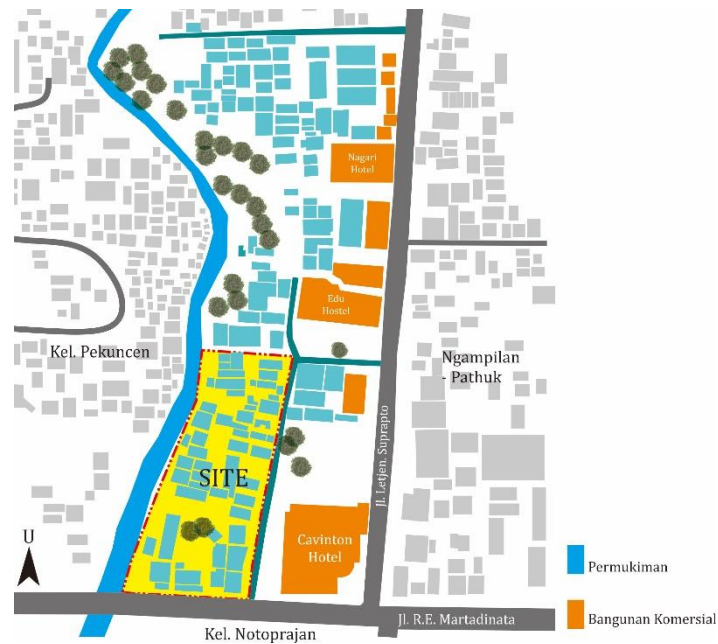 Nagari
Hotel
Edu
Hostel
Kel. Pekuncen
Ngampilan
- Pathuk
SITE
Jl. Letjen. Suprapto
U
Cavinton
Hotel
Permukiman
Jl. R.E. Martadinata
Bangunan Komersial
Kel. Notoprajan